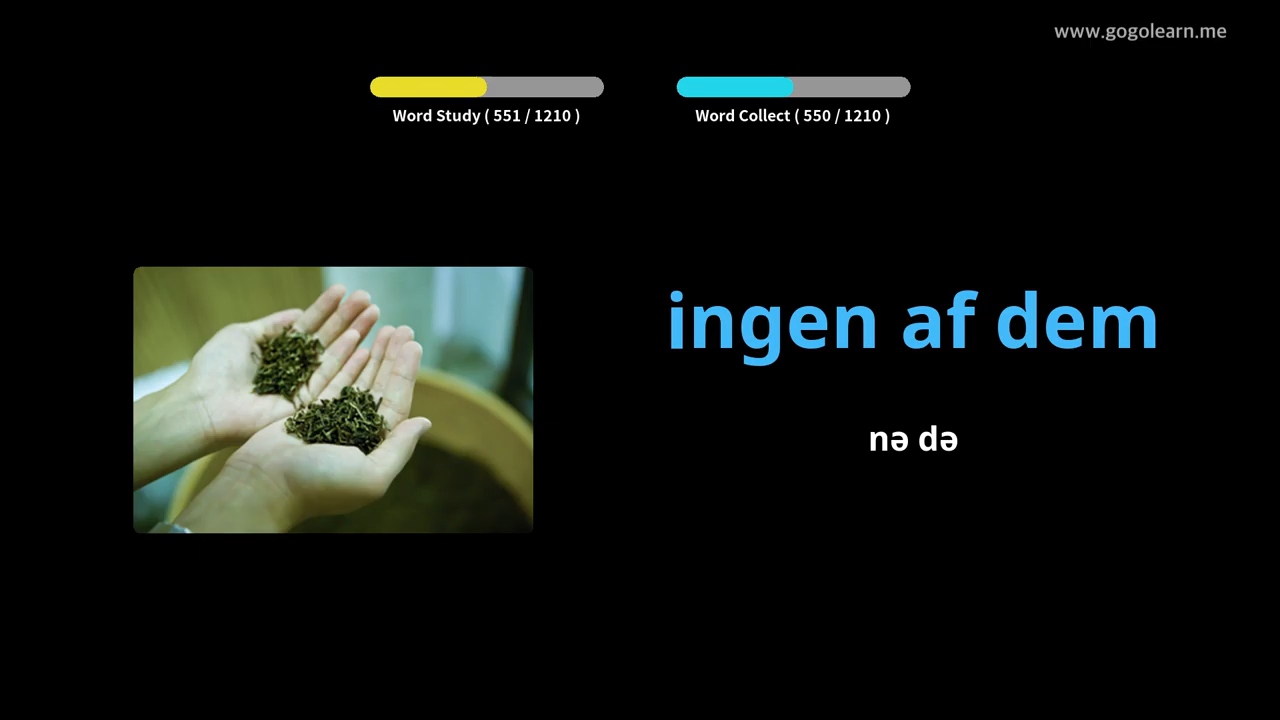 www.gogolearn.me
Word Study ( 551 / 1210 )
Word Collect ( 550 / 1210 )
ingen af dem
nə də